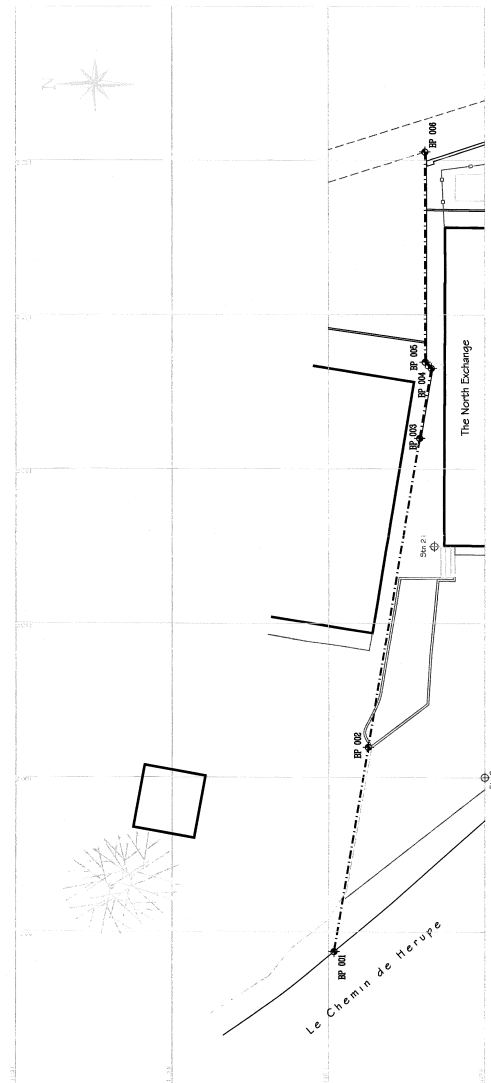 N
BP 006
BP 005
BP 004
BP 003
The North Exchange
Stn 21
BP 002
BP 001
Le Chemin de Herupe